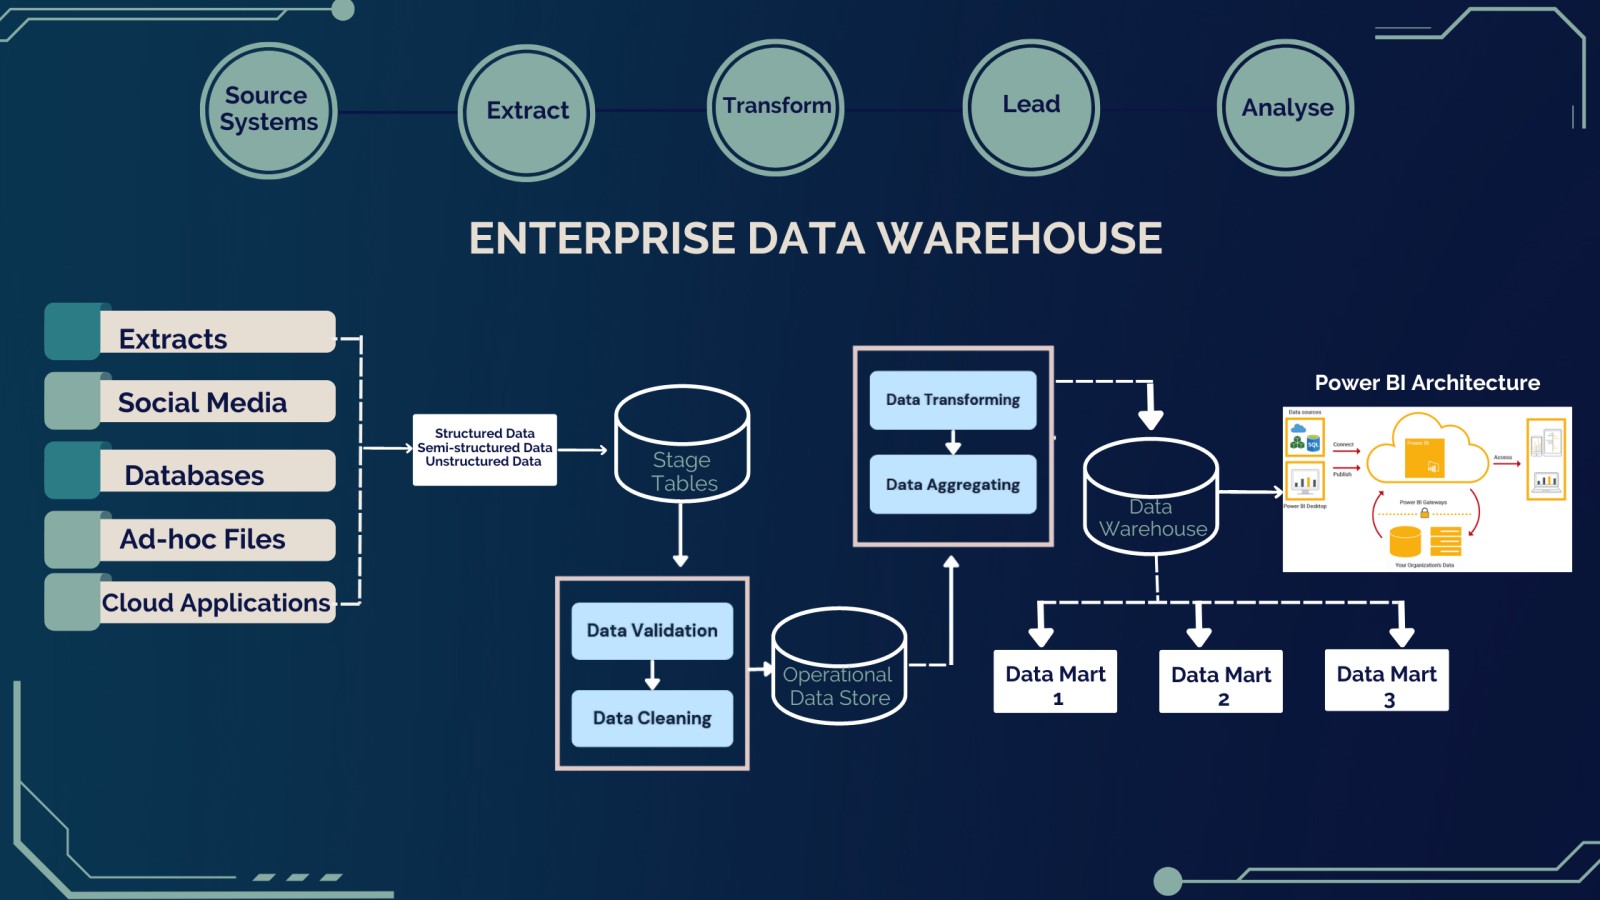 Source
Systems
Extract
Transform
Lead
Analyse
ENTERPRISE DATA WAREHOUSE
Extracts
Social Media
Databases
Ad-hoc Files
Cloud Applications
Structured Data
Semi-structured Data
Unstructured Data
Stage
Tables
Data Validation
Data Cleaning
Operational
Data Store
Data Transforming
Data Aggregating
Data
Warehouse
Data Mart
1
Data Mart
2
Data Mart
3
Power BI Architecture
Data sources
SQL
Connect
Publish
Power BI Desktop
Power BI
Access
Power BI Gateways
Your Organization's Data